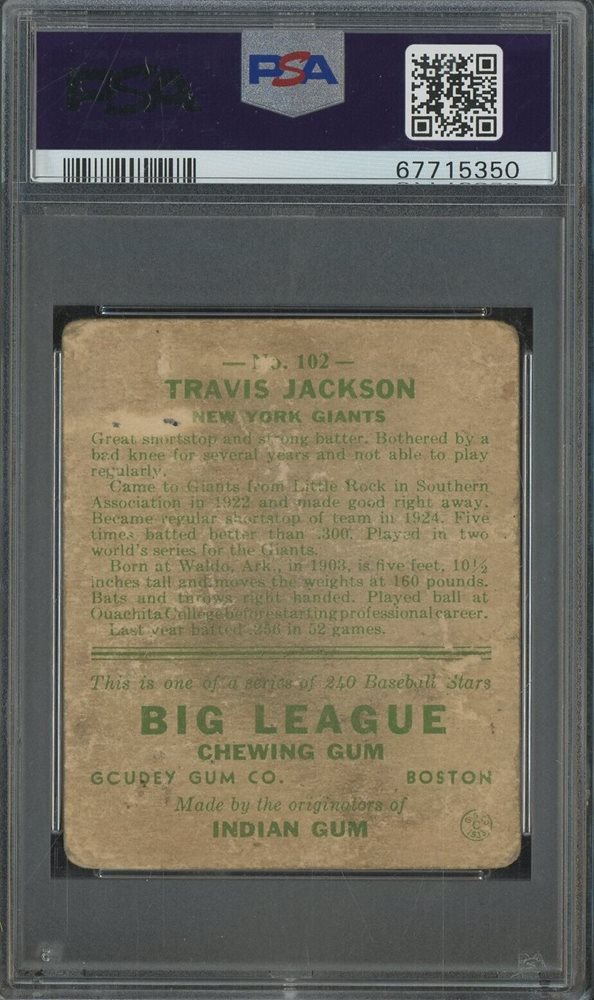 PSA
PSA
67715350
— No. 102 —
TRAVIS JACKSON
NEW YORK GIANTS
Great shortstop and strong batter. Bothered by a
bad knee for several years and not able to play
regularly.
Came to Giants from Little Rock in Southern
Association in 1922 and made good right away.
Became regular shortstop of team in 1924. Five
times batted better than .300. Played in two
world's series for the Giants.
Born at Waldo, Ark., in 1903, is five feet, 10½
inches tall and moves the weights at 160 pounds.
Bats and throws right handed. Played ball at
Ouachita College before starting professional career.
Last year batted .256 in 52 games.
This is one of a series of 240 Baseball Stars
BIG LEAGUE
CHEWING GUM
GOUDEY GUM CO. BOSTON
Made by the originators of
INDIAN GUM
PSA